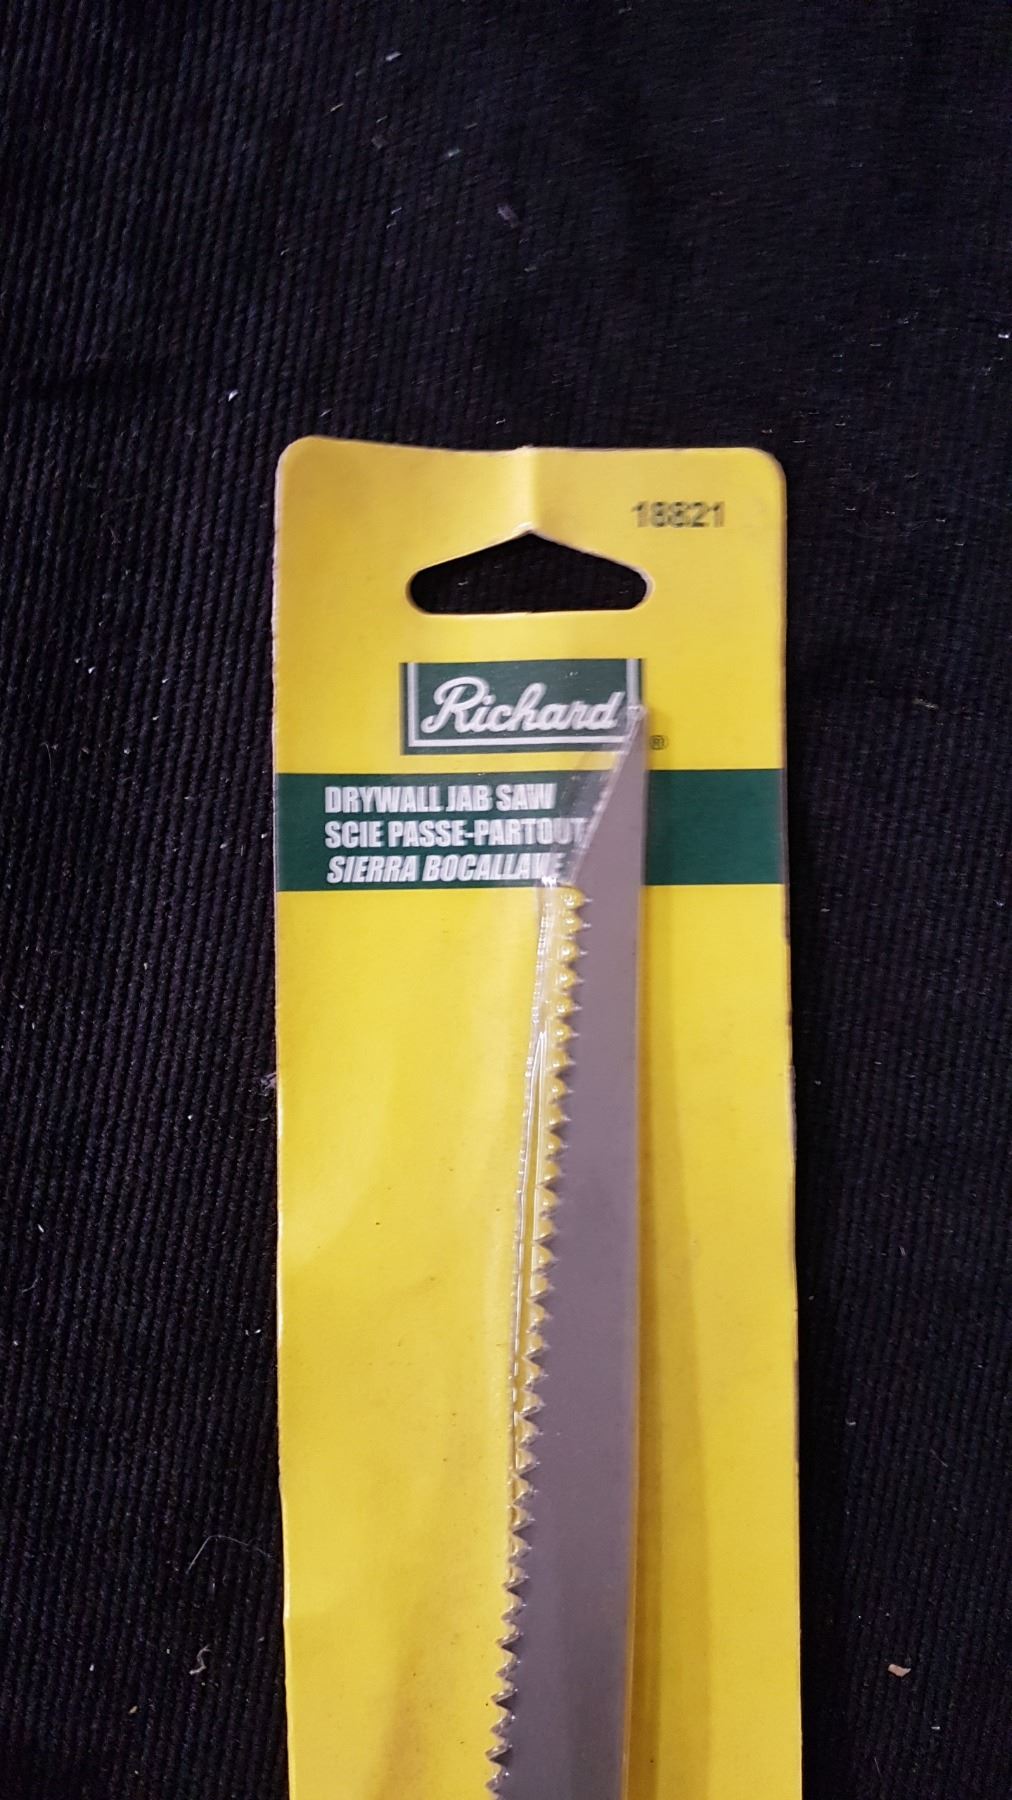 18821
Richard
®
DRYWALL JAB SAW
SCIE PASSE-PARTOUT
SIERRA BOCALLAVE